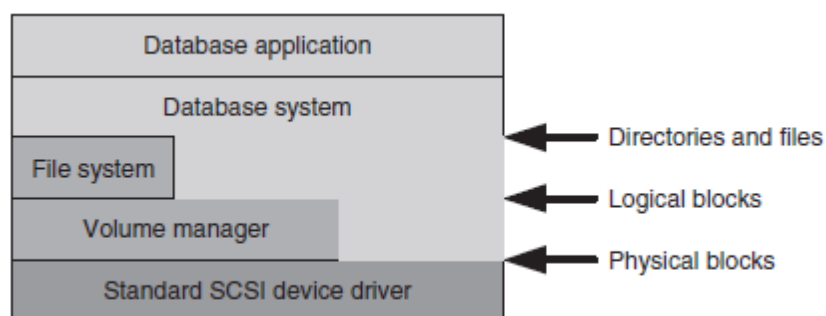 Database application
Database system
Directories and files
File system
Logical blocks
Volume manager
Physical blocks
Standard SCSI device driver